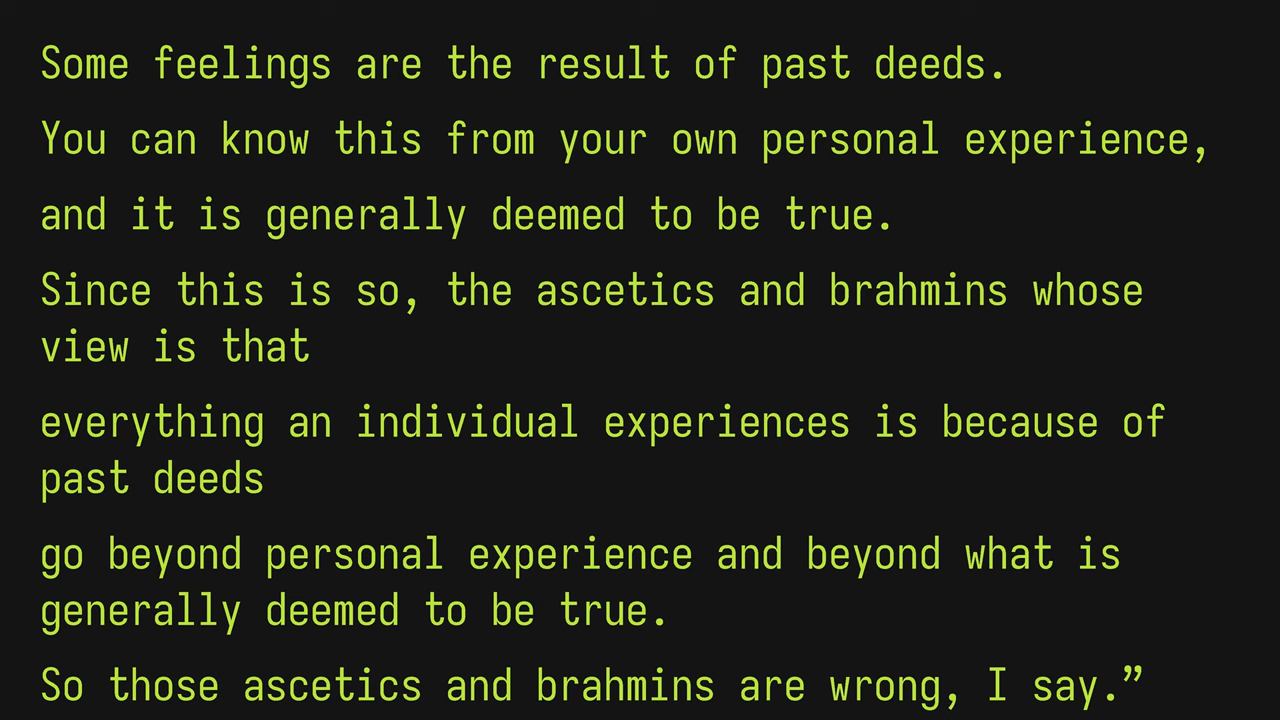 Some feelings are the result of past deeds.
You can know this from your own personal experience,
and it is generally deemed to be true.
Since this is so, the ascetics and brahmins whose
view is that
everything an individual experiences is because of
past deeds
go beyond personal experience and beyond what is
generally deemed to be true.
So those ascetics and brahmins are wrong, I say.”